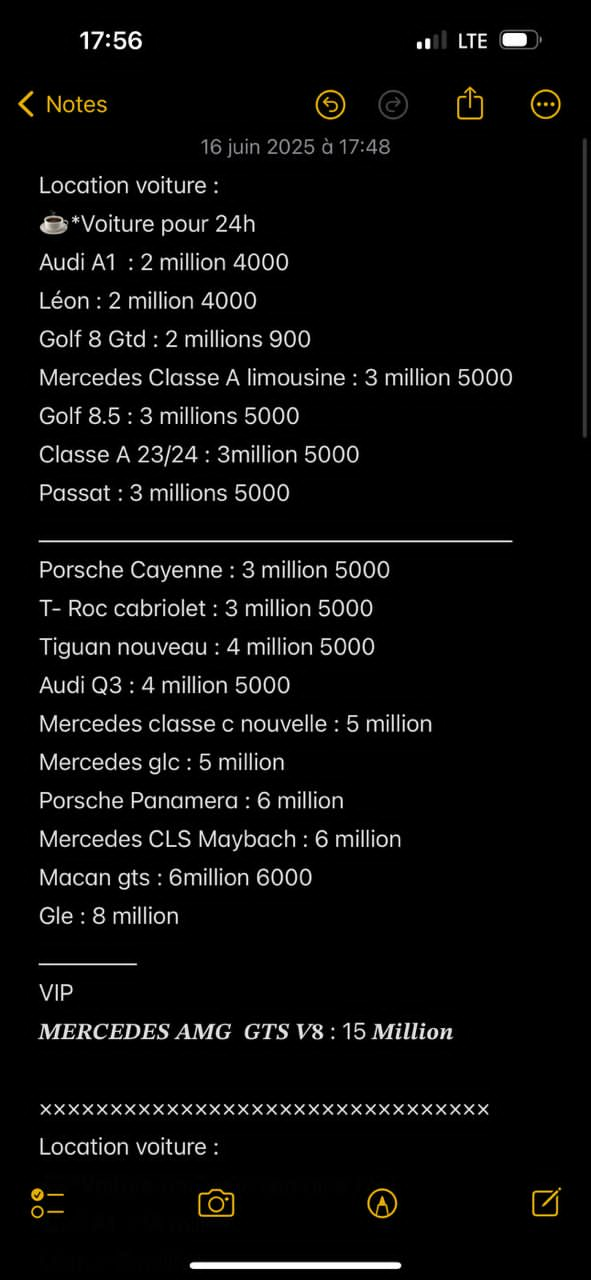 17:56 LTE
Notes
16 juin 2025 à 17:48
Location voiture :
☕*Voiture pour 24h
Audi A1  : 2 million 4000
Léon : 2 million 4000
Golf 8 Gtd : 2 millions 900
Mercedes Classe A limousine : 3 million 5000
Golf 8.5 : 3 millions 5000
Classe A 23/24 : 3million 5000
Passat : 3 millions 5000
Porsche Cayenne : 3 million 5000
T- Roc cabriolet : 3 million 5000
Tiguan nouveau : 4 million 5000
Audi Q3 : 4 million 5000
Mercedes classe c nouvelle : 5 million
Mercedes glc : 5 million
Porsche Panamera : 6 million
Mercedes CLS Maybach : 6 million
Macan gts : 6million 6000
Gle : 8 million
VIP
MERCEDES AMG  GTS V8 : 15 Million
××××××××××××××××××××××××××××××××
Location voiture :